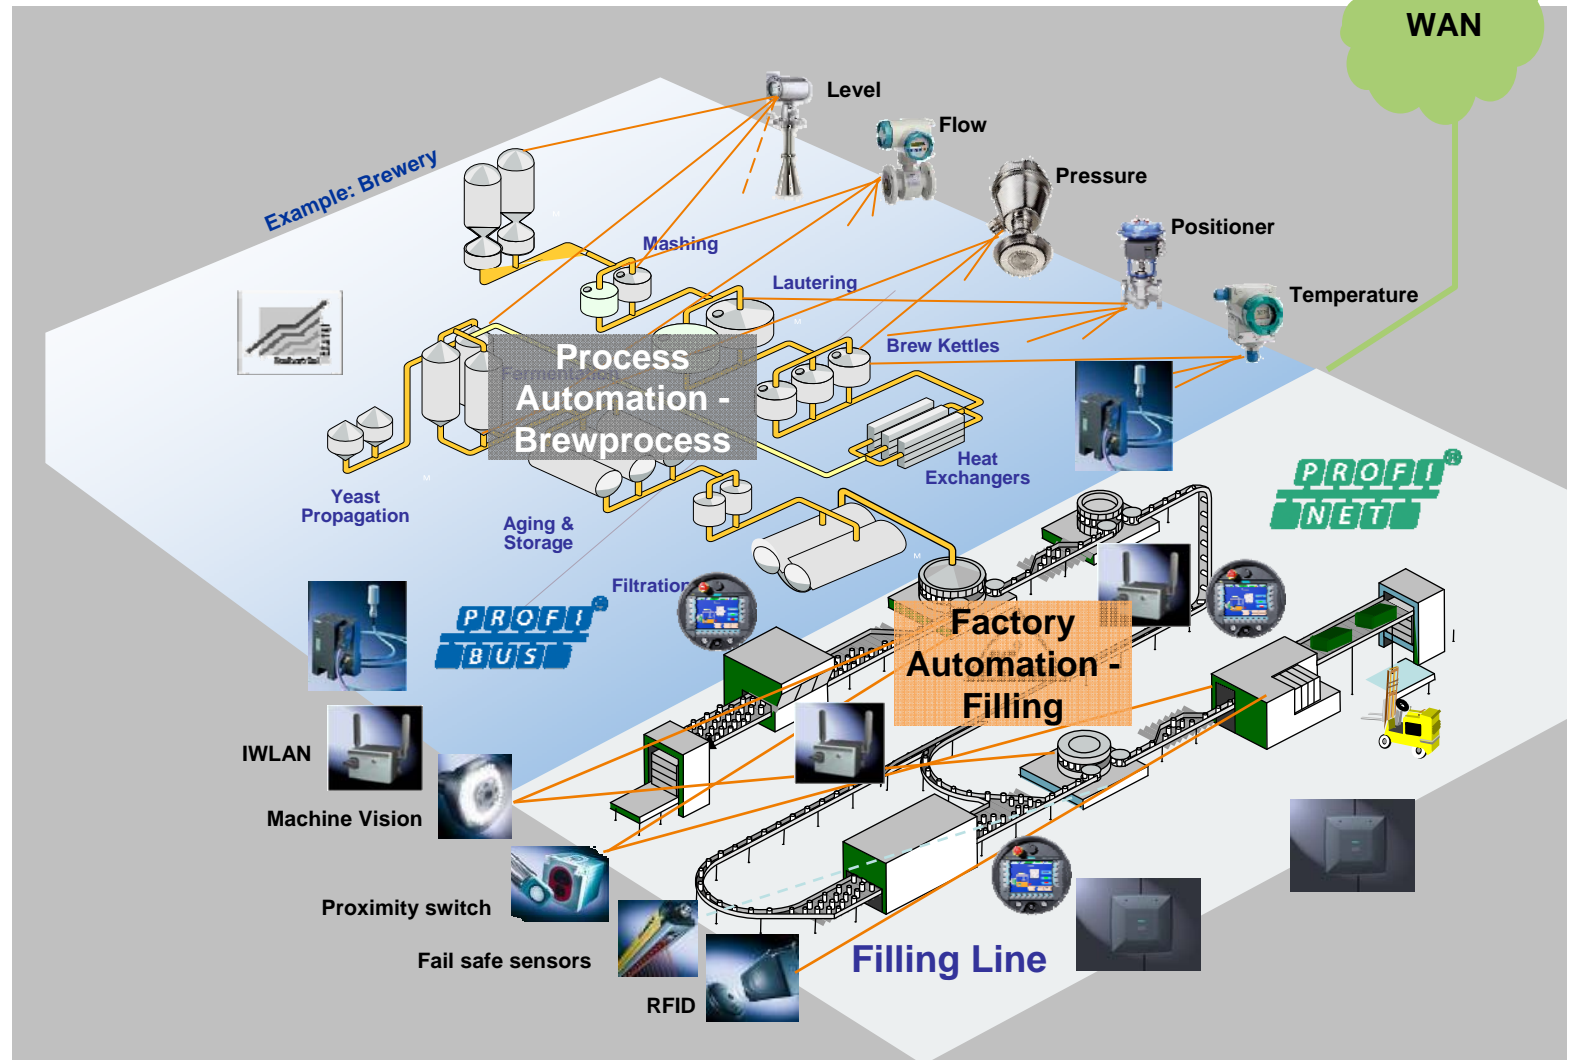 WAN
Level
Flow
Pressure
Example: Brewery
Positioner
Mashing
Lautering
Temperature
Brew Kettles
Process
Fermentation
Automation -
Brewprocess
Heat
Exchangers
PROFI
NET
Yeast
Propagation
Aging &
Storage
Filtration
PROFI
BUS
Factory
Automation -
Filling
IWLAN
Machine Vision
Proximity switch
Fail safe sensors
Filling Line
RFID
M
M
M
M